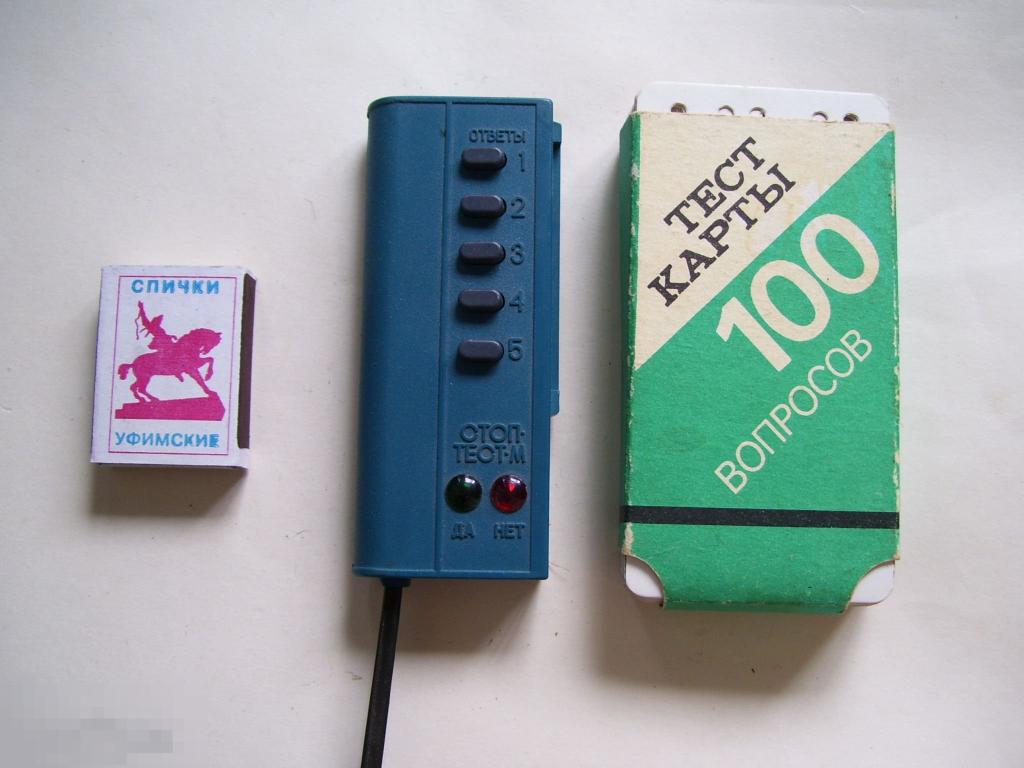 СПИЧКИ
УФИМСКИЕ
ОТВЕТЫ
1
2
3
4
5
СТОП-
ТЕСТ-М
ДА НЕТ
ТЕСТ
КАРТЫ
100
ВОПРОСОВ